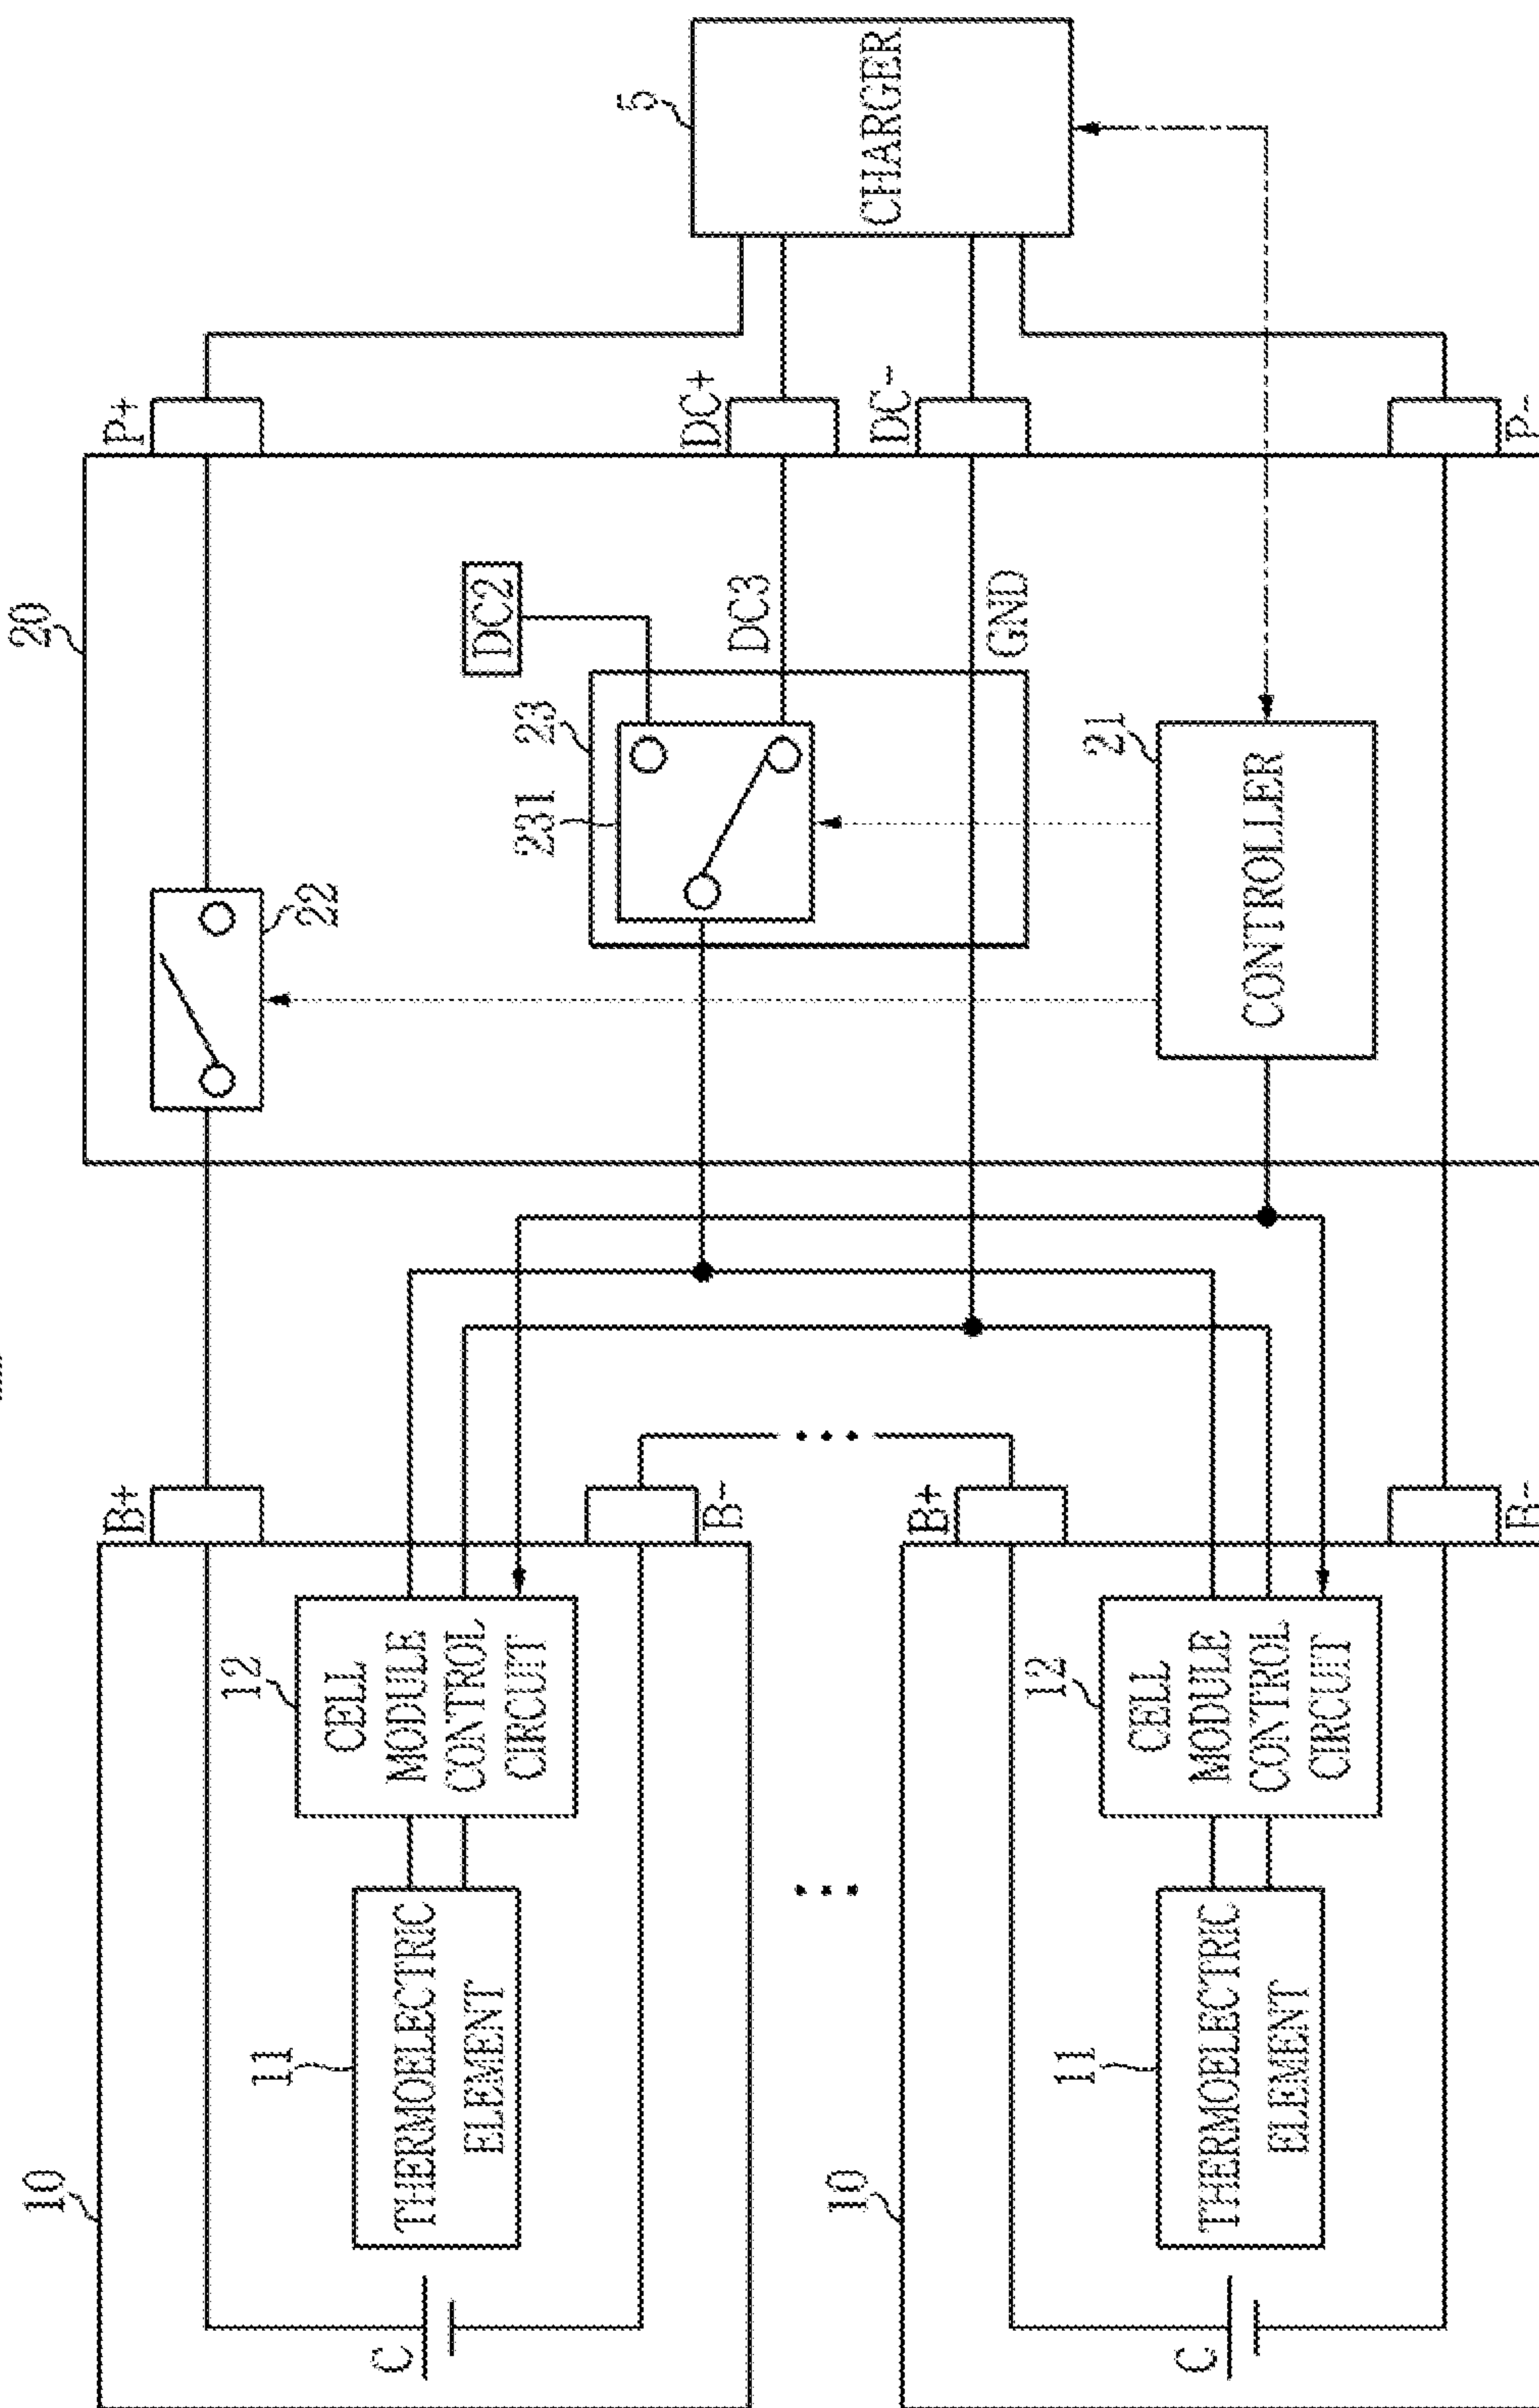 10
C
11
THERMOELECTRIC
ELEMENT
12
CELL
MODULE
CONTROL
CIRCUIT
B+
B-
20
22
P+
DC2
23
231
DC3
DC+
GND
DC-
21
CONTROLLER
P-
5
CHARGER
10
C
11
THERMOELECTRIC
ELEMENT
12
CELL
MODULE
CONTROL
CIRCUIT
B+
B-